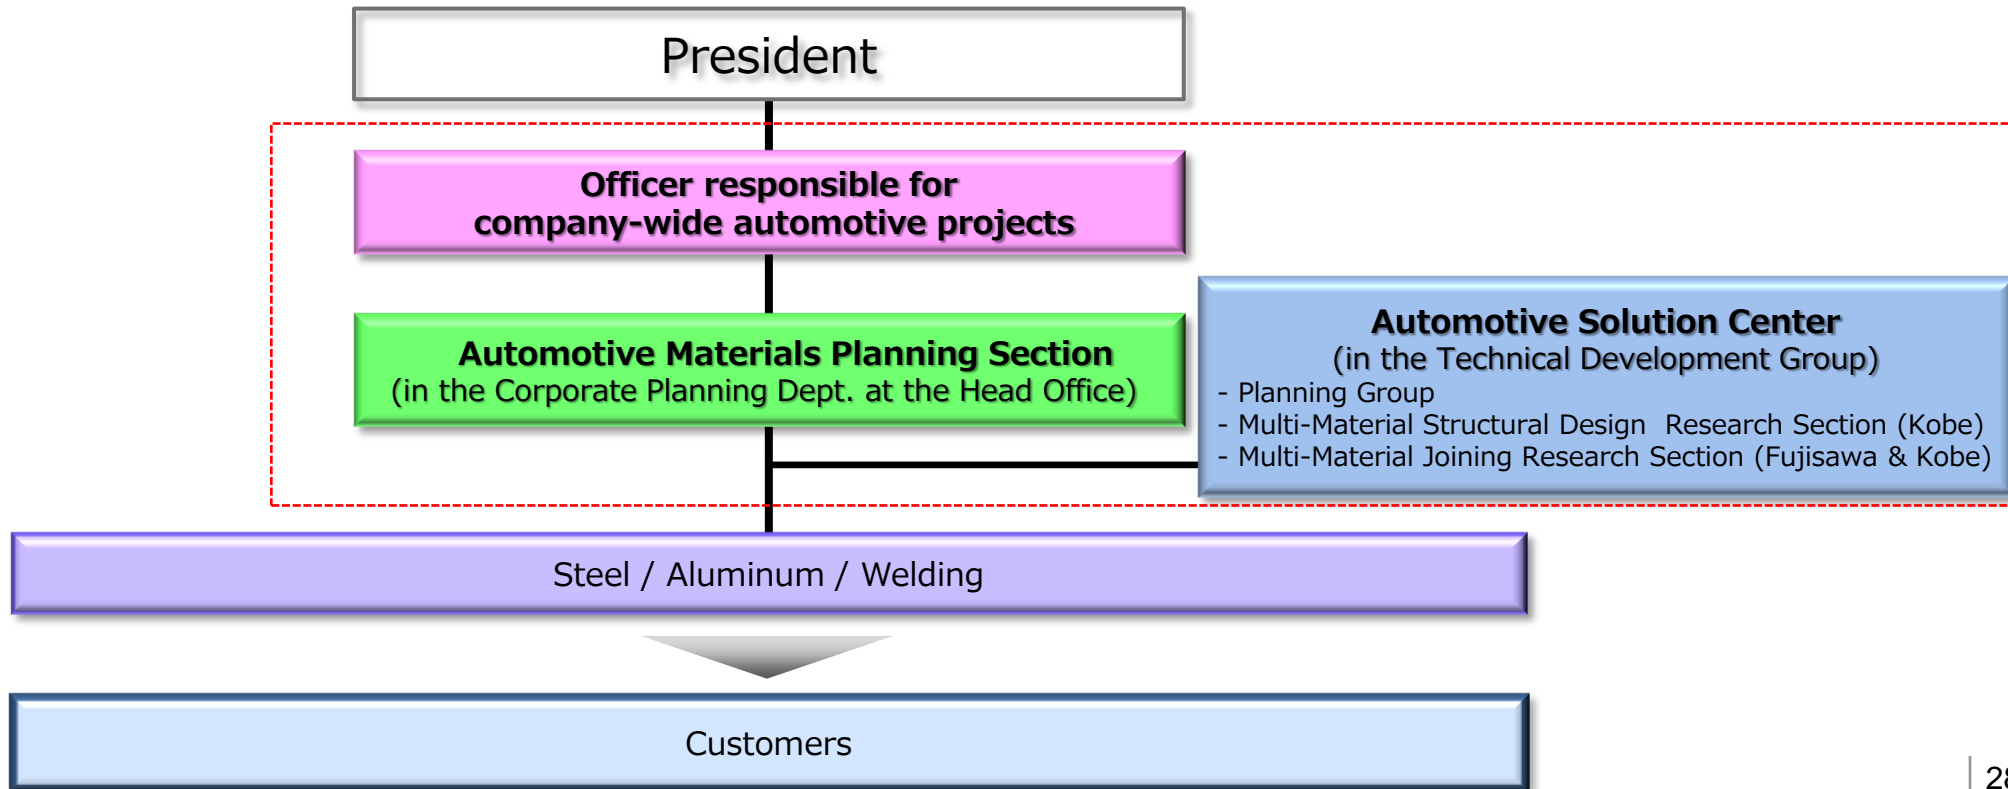 President
Officer responsible for
company-wide automotive projects
Automotive Materials Planning Section
(in the Corporate Planning Dept. at the Head Office)
Automotive Solution Center
(in the Technical Development Group)
- Planning Group
- Multi-Material Structural Design  Research Section (Kobe)
- Multi-Material Joining Research Section (Fujisawa & Kobe)
Steel / Aluminum / Welding
Customers
28